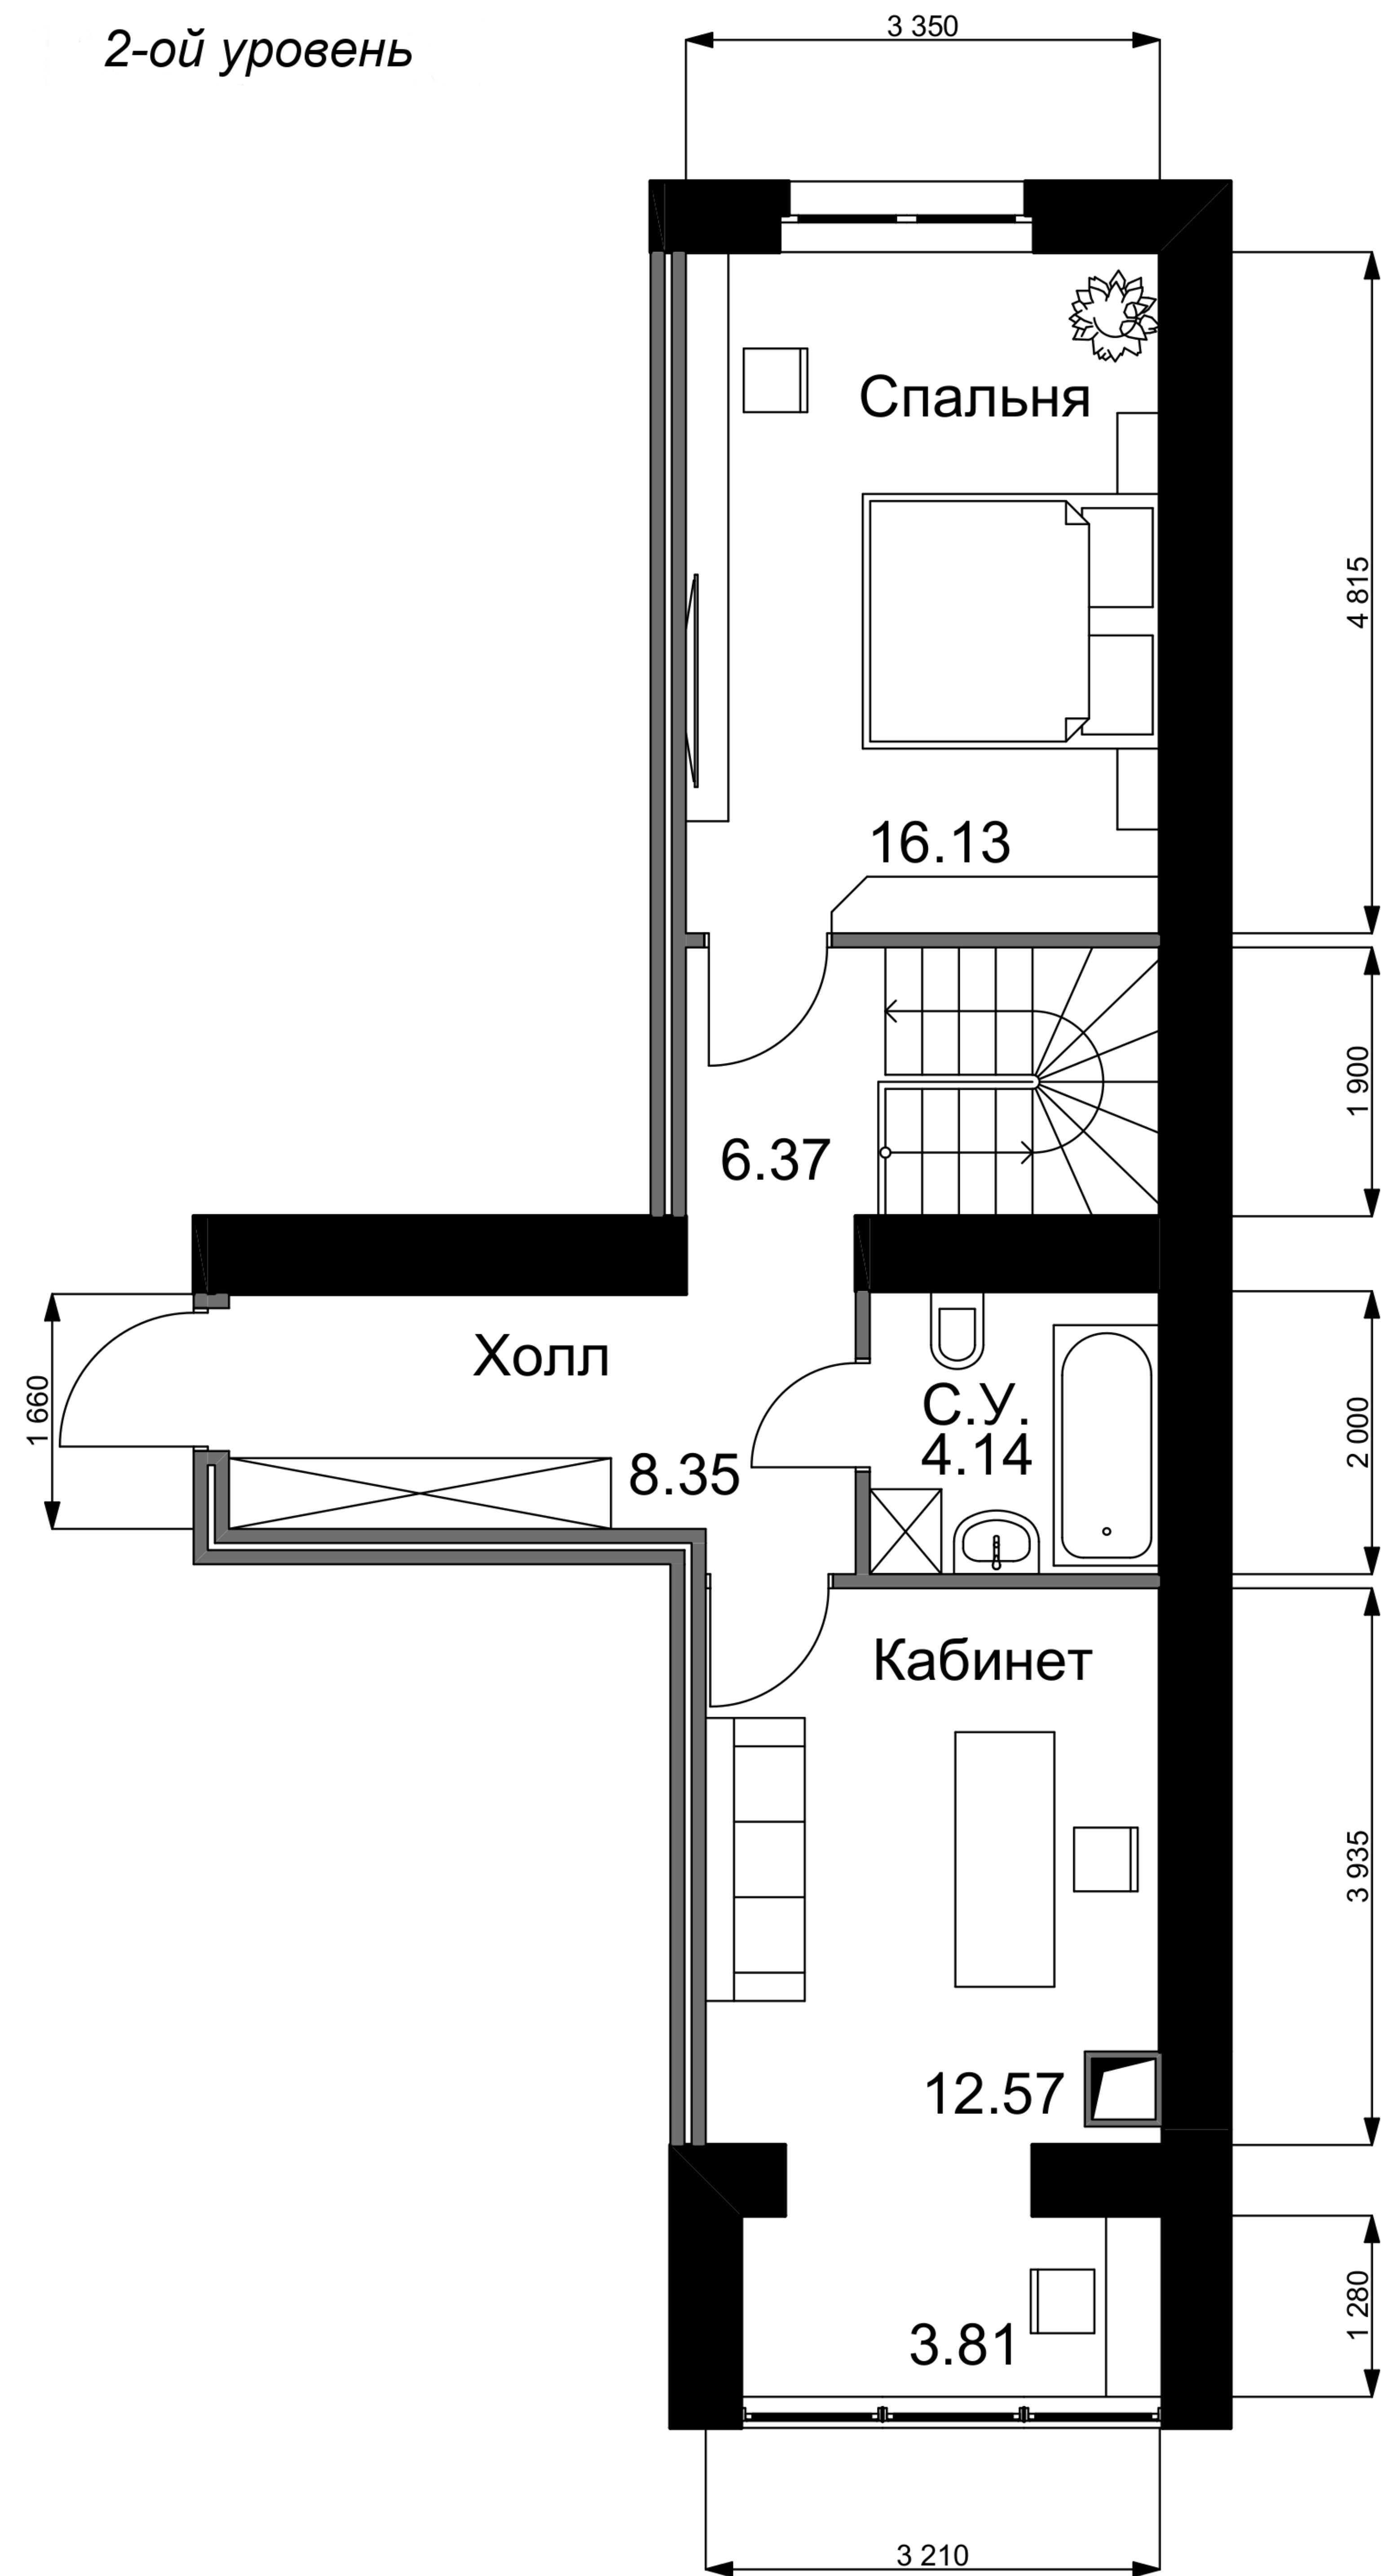 2-ой уровень
3 350
Спальня
4 815
16.13
1 900
6.37
Холл
1 660
С.У.
4.14
2 000
8.35
Кабинет
3 935
12.57
1 280
3.81
3 210